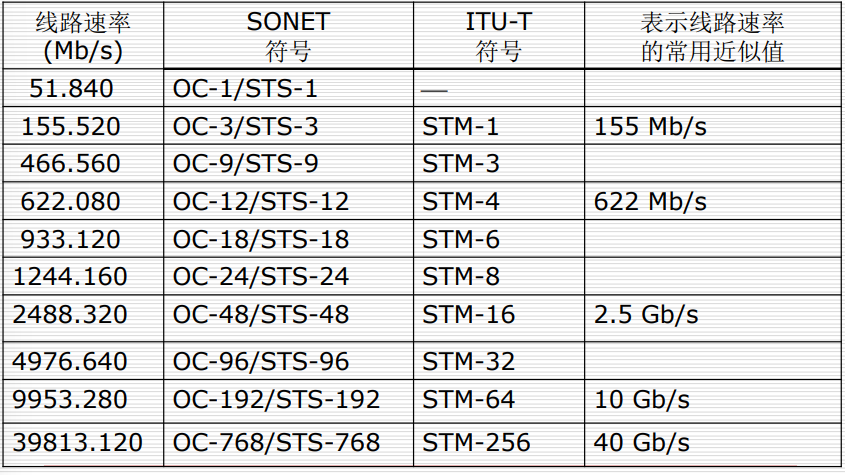 线路速率 SONET ITU-T 表示线路速率
(Mb/s) 符号 符号 的常用近似值
51.840 OC-1/STS-1 —
155.520 OC-3/STS-3 STM-1 155 Mb/s
466.560 OC-9/STS-9 STM-3
622.080 OC-12/STS-12 STM-4 622 Mb/s
933.120 OC-18/STS-18 STM-6
1244.160 OC-24/STS-24 STM-8
2488.320 OC-48/STS-48 STM-16 2.5 Gb/s
4976.640 OC-96/STS-96 STM-32
9953.280 OC-192/STS-192 STM-64 10 Gb/s
39813.120 OC-768/STS-768 STM-256 40 Gb/s